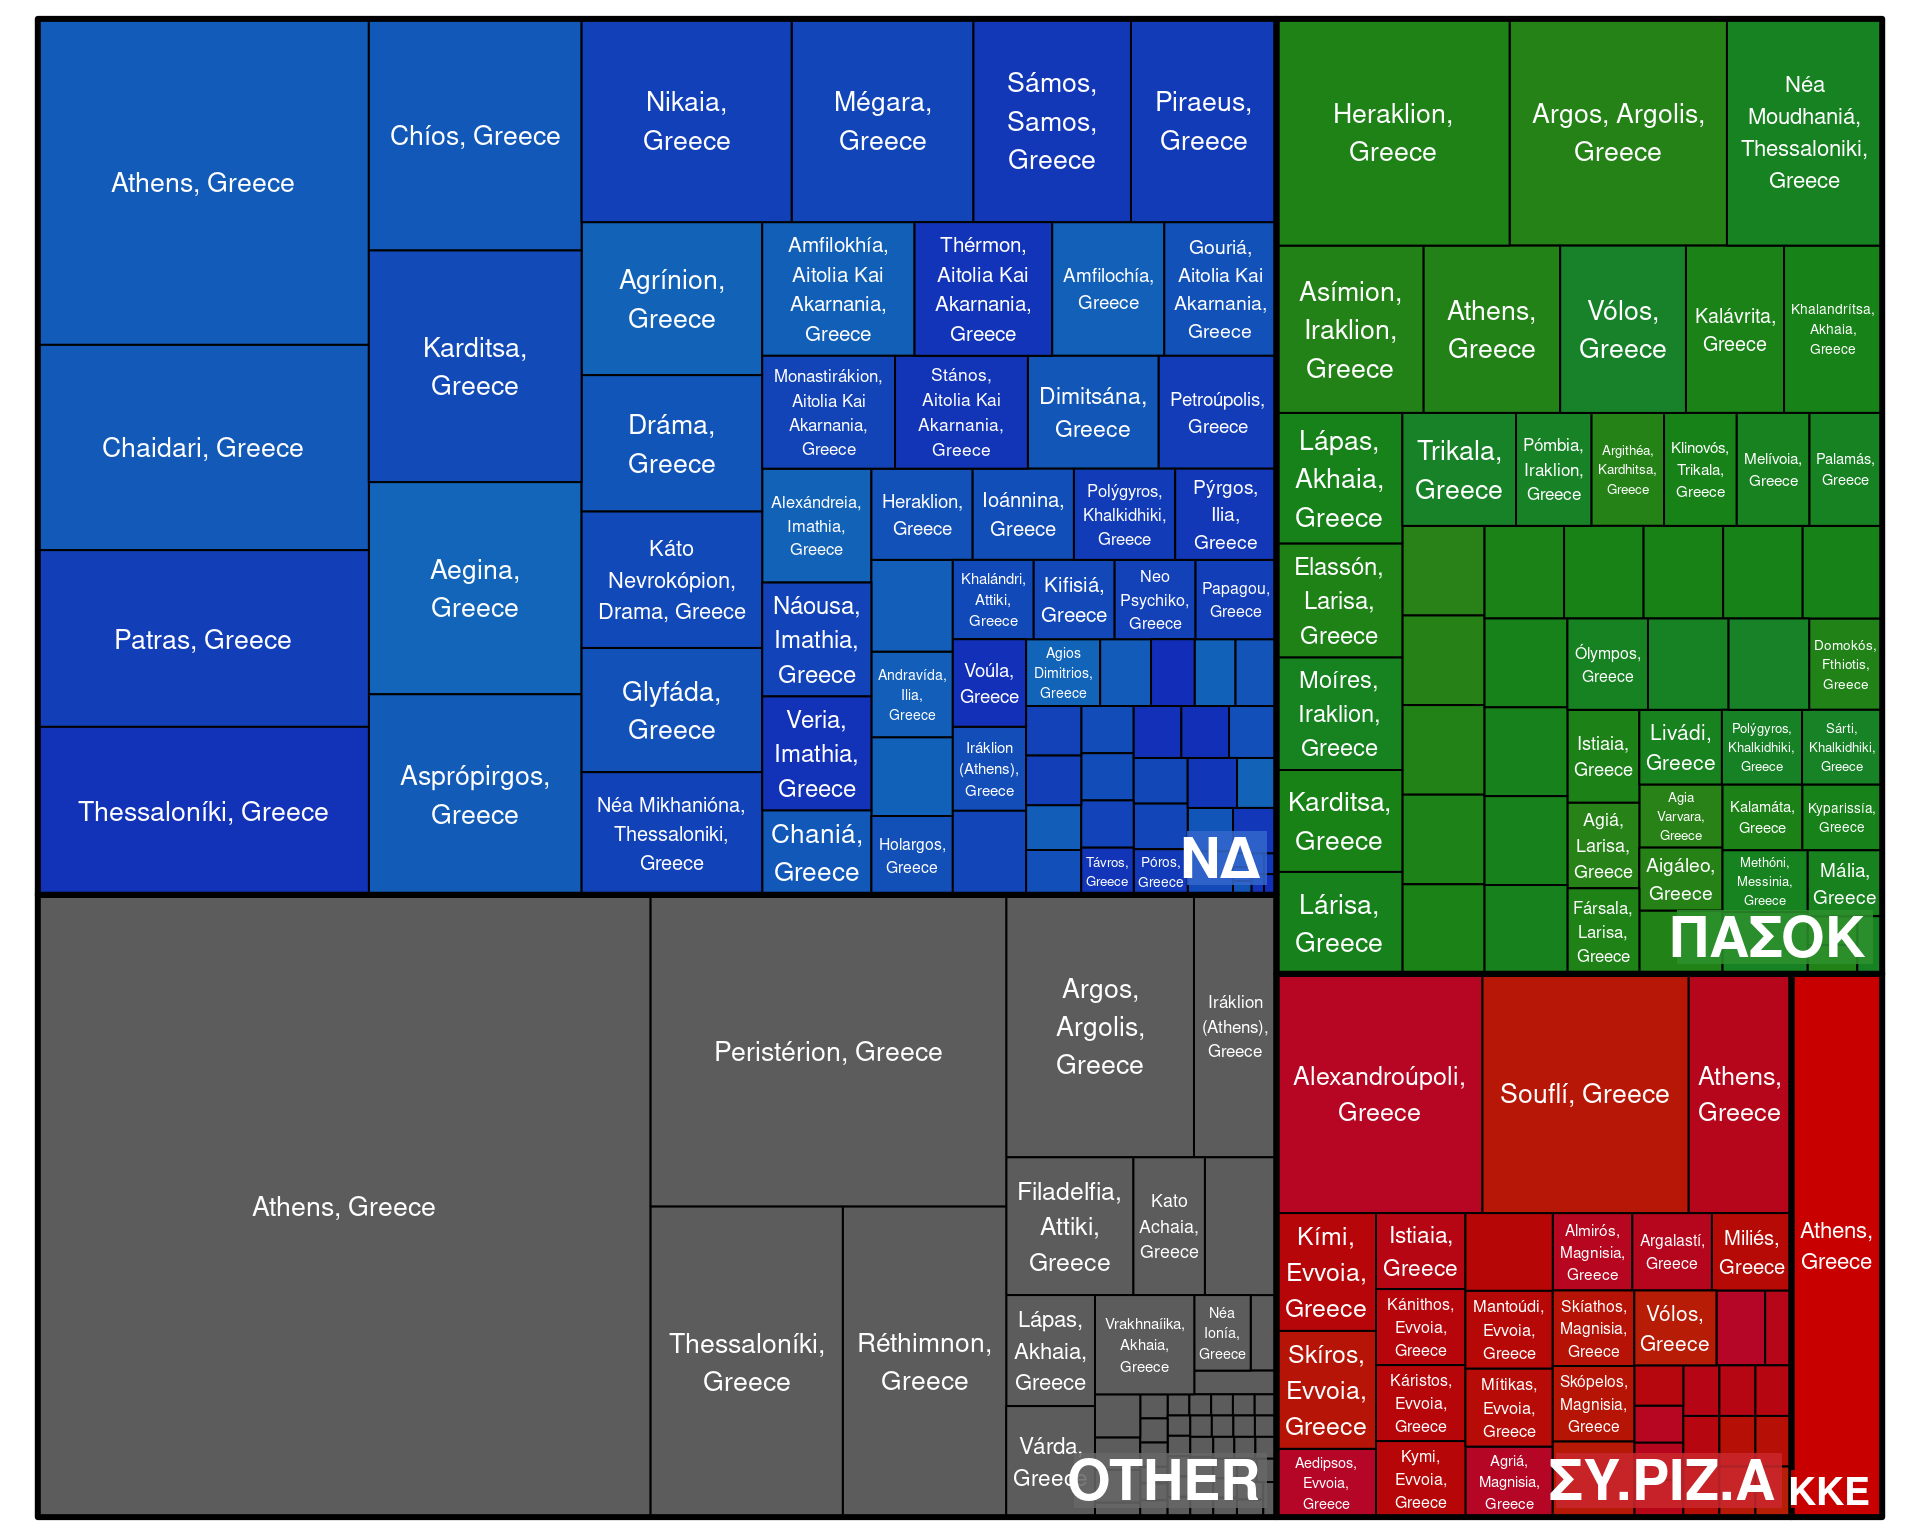 Athens, Greece
Chaidari, Greece
Patras, Greece
Thessaloníki, Greece
Chíos, Greece
Karditsa,
Greece
Aegina,
Greece
Asprópirgos,
Greece
Nikaia,
Greece
Mégara,
Greece
Sámos,
Samos,
Greece
Piraeus,
Greece
Agrínion,
Greece
Dráma,
Greece
Káto
Nevrokópion,
Drama, Greece
Glyfáda,
Greece
Néa Mikhanióna,
Thessaloniki,
Greece
Amfilokhía,
Aitolia Kai
Akarnania,
Greece
Thérmon,
Aitolia Kai
Akarnania,
Greece
Amfilochía,
Greece
Gouriá,
Aitolia Kai
Akarnania,
Greece
Monastirákion,
Aitolia Kai
Akarnania,
Greece
Stános,
Aitolia Kai
Akarnania,
Greece
Dimitsána,
Greece
Petroúpolis,
Greece
Alexándreia,
Imathia,
Greece
Náousa,
Imathia,
Greece
Veria,
Imathia,
Greece
Chaniá,
Greece
Heraklion,
Greece
Ioánnina,
Greece
Polýgyros,
Khalkidhiki,
Greece
Pýrgos,
Ilia,
Greece
Andravída,
Ilia,
Greece
Holargos,
Greece
Khalándri,
Attiki,
Greece
Kifisiá,
Greece
Neo
Psychiko,
Greece
Papagou,
Greece
Voúla,
Greece
Iráklion
(Athens),
Greece
Agios
Dimitrios,
Greece
Távros,
Greece
Póros,
Greece
ΝΔ
Heraklion,
Greece
Argos, Argolis,
Greece
Néa
Moudhaniá,
Thessaloniki,
Greece
Asímion,
Iraklion,
Greece
Athens,
Greece
Vólos,
Greece
Kalávrita,
Greece
Khalandrítsa,
Akhaia,
Greece
Lápas,
Akhaia,
Greece
Elassón,
Larisa,
Greece
Moíres,
Iraklion,
Greece
Karditsa,
Greece
Lárisa,
Greece
Trikala,
Greece
Pómbia,
Iraklion,
Greece
Argithéa,
Kardhitsa,
Greece
Klinovós,
Trikala,
Greece
Melívoia,
Greece
Palamás,
Greece
Ólympos,
Greece
Domokós,
Fthiotis,
Greece
Istiaia,
Greece
Agiá,
Larisa,
Greece
Fársala,
Larisa,
Greece
Livádi,
Greece
Polýgyros,
Khalkidhiki,
Greece
Sárti,
Khalkidhiki,
Greece
Agia
Varvara,
Greece
Kalamáta,
Greece
Kyparissía,
Greece
Aigáleo,
Greece
Methóni,
Messinia,
Greece
Mália,
Greece
ΠΑΣΟΚ
Athens, Greece
Peristérion, Greece
Thessaloníki,
Greece
Réthimnon,
Greece
Argos,
Argolis,
Greece
Iráklion
(Athens),
Greece
Filadelfia,
Attiki,
Greece
Kato
Achaia,
Greece
Lápas,
Akhaia,
Greece
Vrakhnaíika,
Akhaia,
Greece
Néa
Ionía,
Greece
Várda,
Greece
OTHER
Alexandroúpoli,
Greece
Souflí, Greece
Athens,
Greece
Kími,
Evvoia,
Greece
Skíros,
Evvoia,
Greece
Aedipsos,
Evvoia,
Greece
Istiaia,
Greece
Kánithos,
Evvoia,
Greece
Káristos,
Evvoia,
Greece
Kymi,
Evvoia,
Greece
Mantoúdi,
Evvoia,
Greece
Mítikas,
Evvoia,
Greece
Agriá,
Magnisia,
Greece
Almirós,
Magnisia,
Greece
Argalastí,
Greece
Miliés,
Greece
Skíathos,
Magnisia,
Greece
Vólos,
Greece
Skópelos,
Magnisia,
Greece
ΣΥ.ΡΙΖ.Α
Athens,
Greece
ΚΚΕ